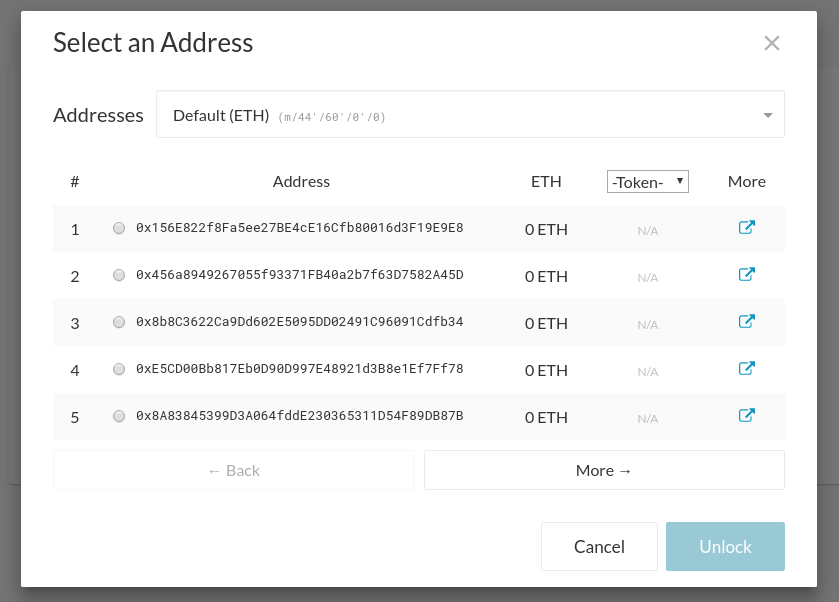 Select an Address ×
Addresses Default (ETH) (m/44'/60'/0'/0)
# Address ETH -Token- More
1 0x156E822f8Fa5ee27BE4cE16Cfb80016d3F19E9E8 0 ETH N/A
2 0x456a8949267055f93371FB40a2b7f63D7582A45D 0 ETH N/A
3 0x8b8C3622Ca9Dd602E5095DD02491C96091Cdfb34 0 ETH N/A
4 0xE5CD00Bb817Eb0D90D997E48921d3B8e1Ef7Ff78 0 ETH N/A
5 0x8A83845399D3A064fddE230365311D54F89DB87B 0 ETH N/A
← Back More →
Cancel Unlock